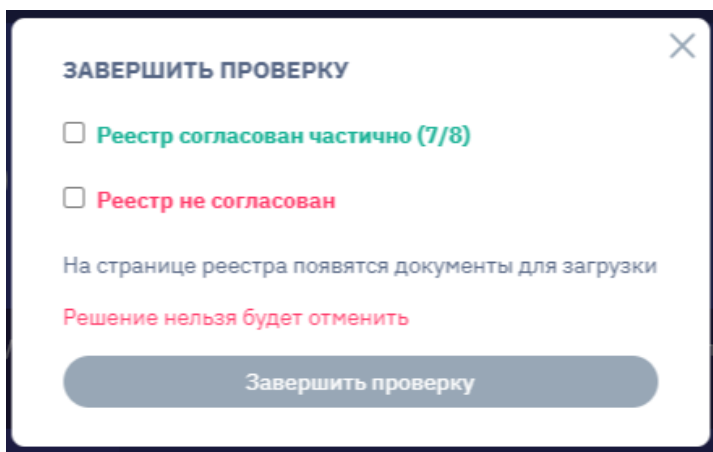 ЗАВЕРШИТЬ ПРОВЕРКУ
Реестр согласован частично (7/8)
Реестр не согласован
На странице реестра появятся документы для загрузки
Решение нельзя будет отменить
Завершить проверку